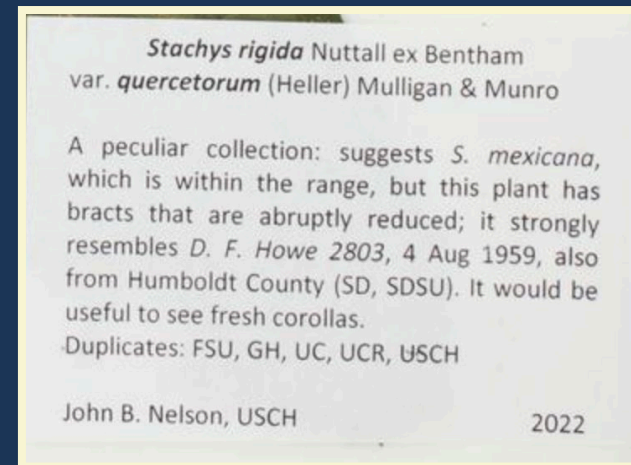 Stachys rigida Nuttall ex Bentham
var. quercetorum (Heller) Mulligan & Munro
A peculiar collection: suggests S. mexicana,
which is within the range, but this plant has
bracts that are abruptly reduced; it strongly
resembles D. F. Howe 2803, 4 Aug 1959, also
from Humboldt County (SD, SDSU). It would be
useful to see fresh corollas.
Duplicates: FSU, GH, UC, UCR, USCH
John B. Nelson, USCH 2022